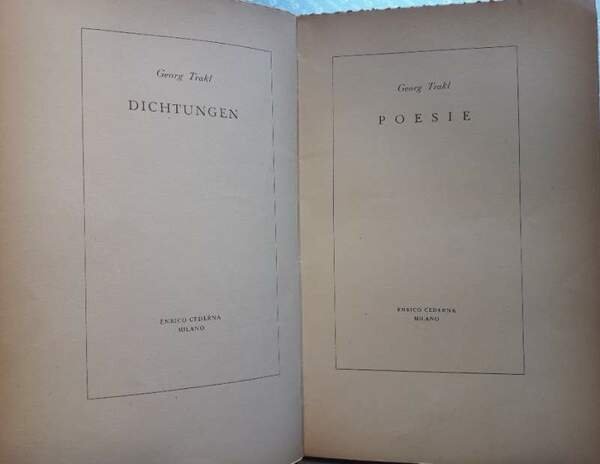 Georg Trakl
DICHTUNGEN
ENRICO CEDERNA
MILANO
Georg Trakl
POESIE
ENRICO CEDERNA
MILANO